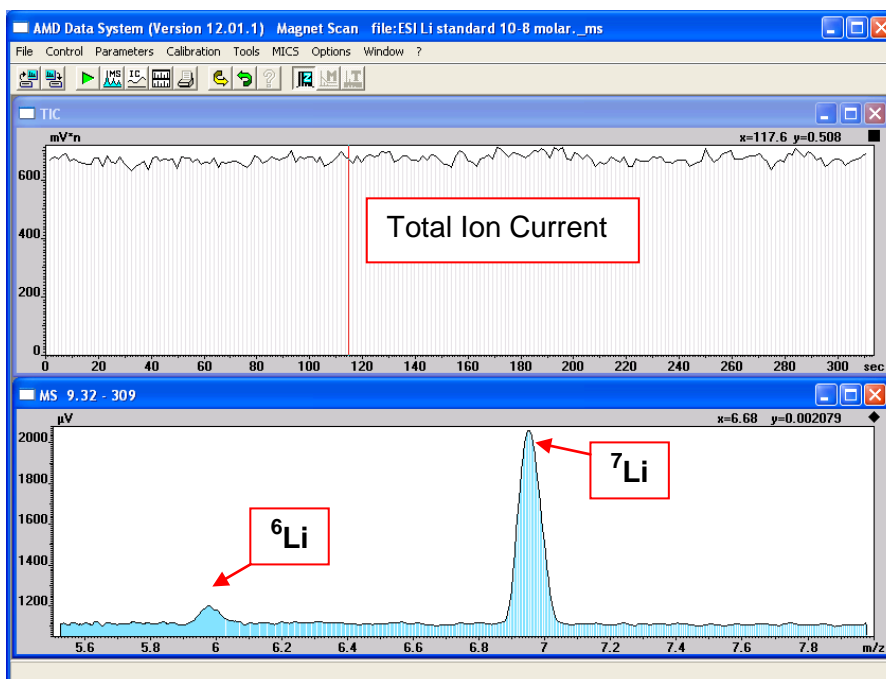 AMD Data System (Version 12.01.1) Magnet Scan file:ESI Li standard 10-8 molar._ms
File Control Parameters Calibration Tools MICS Options Window ?
MS IC
TIC
mV*n x=117.6 y=0.508
600
400
200
0
Total Ion Current
0 20 40 60 80 100 120 140 160 180 200 220 240 260 280 300 sec
MS 9.32 - 309
µV x=6.68 y=0.002079
2000
1800
1600
1400
1200
⁷Li
⁶Li
5.6 5.8 6 6.2 6.4 6.6 6.8 7 7.2 7.4 7.6 7.8 m/z